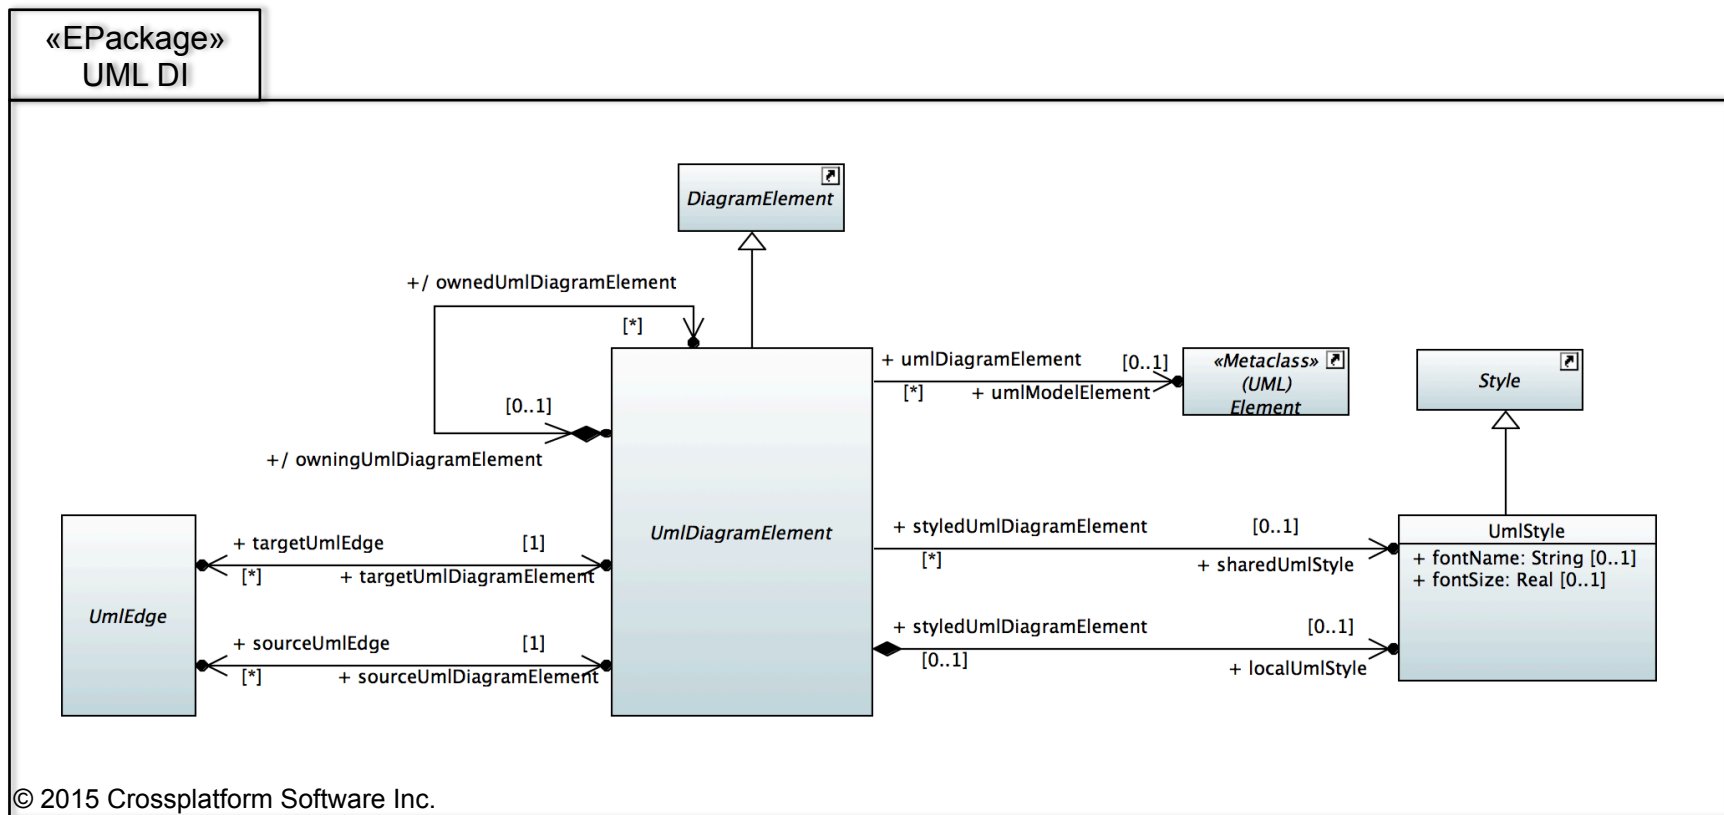 «EPackage»
UML DI
DiagramElement
+/ ownedUmlDiagramElement
[*]
[0..1]
+/ owningUmlDiagramElement
+ umlDiagramElement
[0..1]
[*]
+ umlModelElement
«Metaclass»
(UML)
Element
Style
UmlDiagramElement
+ styledUmlDiagramElement
[0..1]
[*]
+ sharedUmlStyle
UmlStyle
+ fontName: String [0..1]
+ fontSize: Real [0..1]
+ targetUmlEdge
[1]
[*]
+ targetUmlDiagramElement
UmlEdge
+ sourceUmlEdge
[1]
[*]
+ sourceUmlDiagramElement
+ styledUmlDiagramElement
[0..1]
[0..1]
+ localUmlStyle
© 2015 Crossplatform Software Inc.